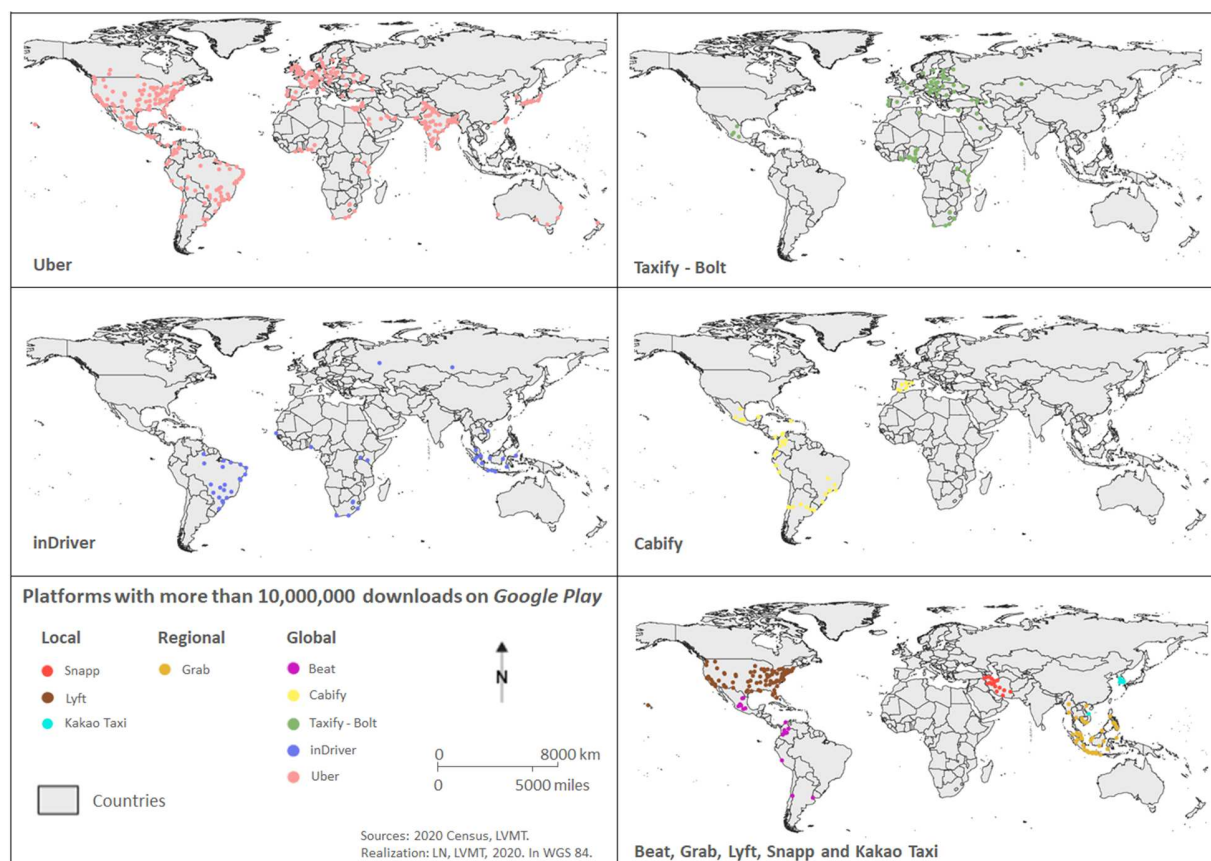 Uber
Taxify - Bolt
inDriver
Cabify
Platforms with more than 10,000,000 downloads on Google Play
Local
Regional
Global
Snapp
Grab
Beat
Lyft
Cabify
Kakao Taxi
Taxify - Bolt
inDriver
Uber
N
0
8000 km
0
5000 miles
Countries
Sources: 2020 Census, LVMT.
Realization: LN, LVMT, 2020. In WGS 84.
Beat, Grab, Lyft, Snapp and Kakao Taxi